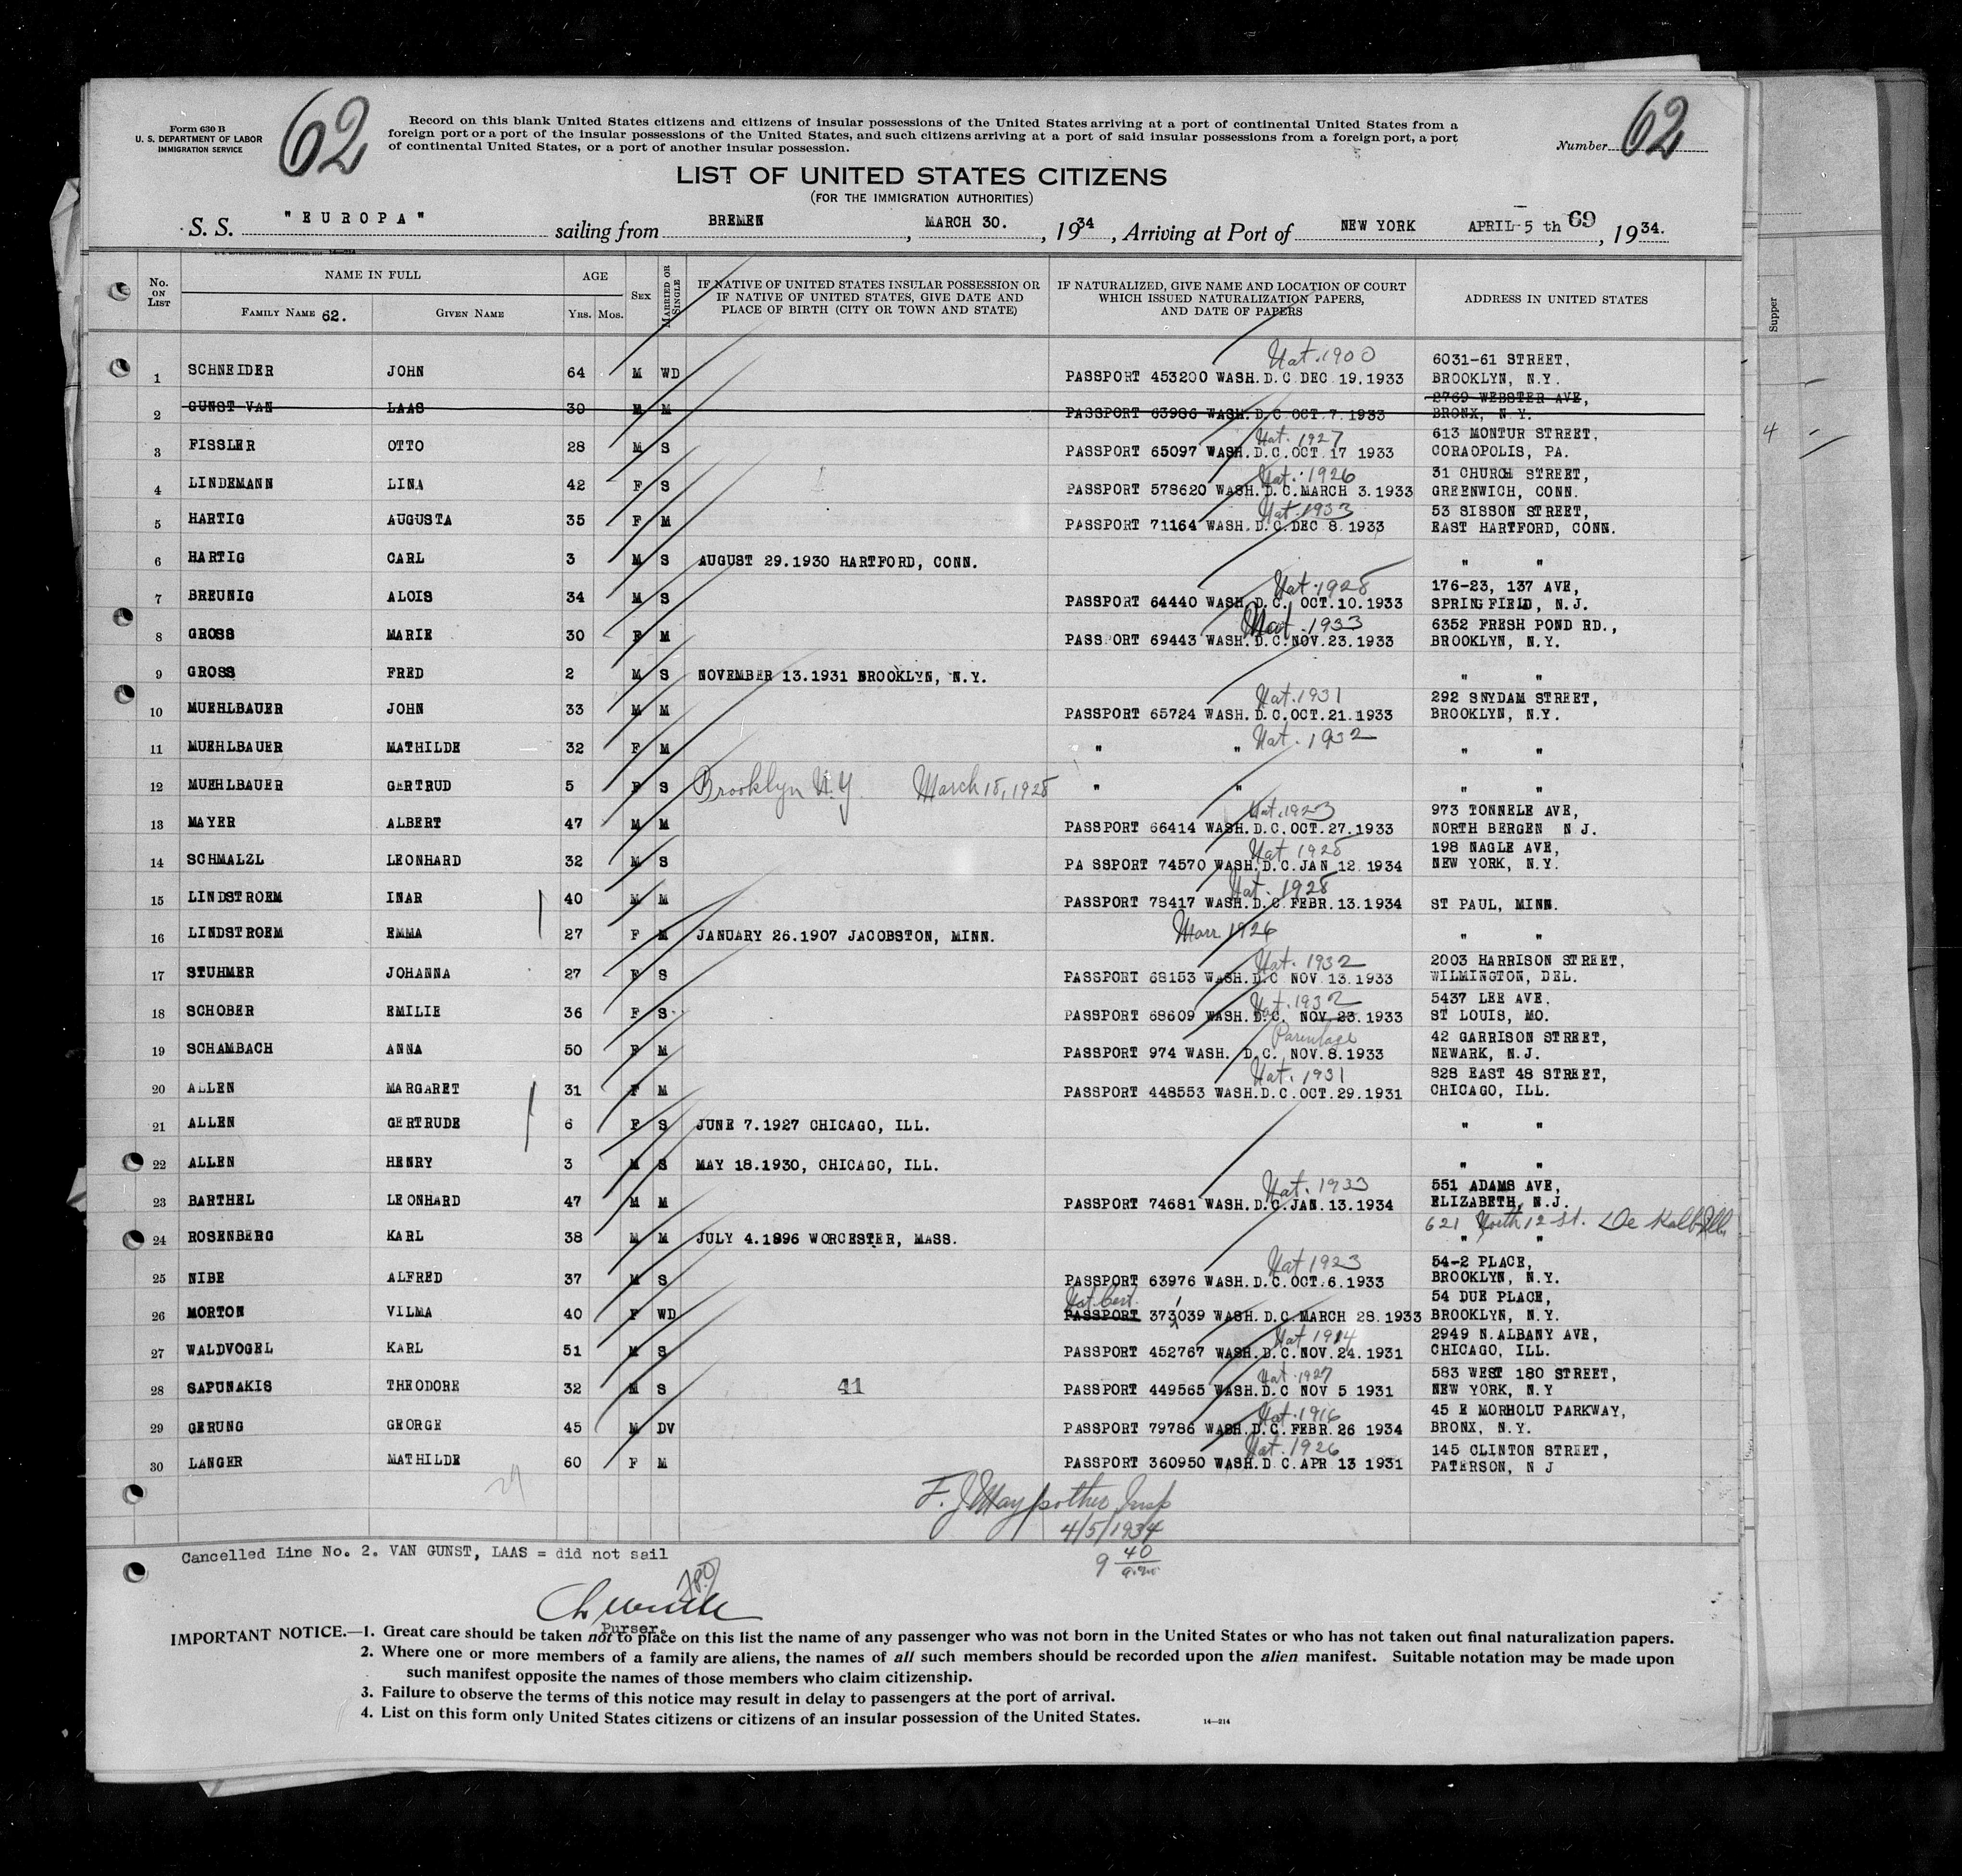 Form 630 B
U. S. DEPARTMENT OF LABOR
IMMIGRATION SERVICE
62
Record on this blank United States citizens and citizens of insular possessions of the United States arriving at a port of continental United States from a
foreign port or a port of the insular possessions of the United States, and such citizens arriving at a port of said insular possessions from a foreign port, a port
of continental United States, or a port of another insular possession.
Number 62
LIST OF UNITED STATES CITIZENS
(FOR THE IMMIGRATION AUTHORITIES)
S. S. "EUROPA" sailing from BREMEN, MARCH 30. , 1934, Arriving at Port of NEW YORK APRIL 5 th 69, 1934.
No. ON LIST
NAME IN FULL
FAMILY NAME 62.
GIVEN NAME
AGE
YRS. MOS.
SEX
MARRIED OR SINGLE
IF NATIVE OF UNITED STATES INSULAR POSSESSION OR
IF NATIVE OF UNITED STATES, GIVE DATE AND
PLACE OF BIRTH (CITY OR TOWN AND STATE)
IF NATURALIZED, GIVE NAME AND LOCATION OF COURT
WHICH ISSUED NATURALIZATION PAPERS,
AND DATE OF PAPERS
ADDRESS IN UNITED STATES
Supper
Nat. 1900 6031-61 STREET,
1 SCHNEIDER JOHN 64 M WD PASSPORT 453200 WASH.D.C DEC 19.1933 BROOKLYN, N.Y.
2769 WEBSTER AVE,
2 GUNST VAN LAAS 30 M M PASSPORT 63986 WASH.D.C OCT.7.1933 BRONX, N.Y.
4
Nat. 1927 613 MONTUR STREET.
3 FISSLER OTTO 28 M S PASSPORT 65097 WASH.D.C.OCT.17 1933 CORAOPOLIS, PA.
Nat. 1926 31 CHURCH STREET,
4 LINDEMANN LINA 42 F S PASSPORT 578620 WASH.D.C.MARCH 3.1933 GREENWICH, CONN.
Nat. 1933 53 SISSON STREET,
5 HARTIG AUGUSTA 35 F M PASSPORT 71164 WASH.D.C.DEC 8.1933 EAST HARTFORD, CONN.
6 HARTIG CARL 3 M S AUGUST 29.1930 HARTFORD, CONN. " "
Nat. 1928 176-23, 137 AVE,
7 BREUNIG ALOIS 34 M S PASSPORT 64440 WASH.D.C. OCT.10.1933 SPRINGFIELD, N.J.
1933 6352 FRESH POND RD.,
8 GROSS MARIE 30 F M PASS.ORT 69443 WASH.D.C.NOV.23.1933 BROOKLYN, N.Y.
9 GROSS FRED 2 M S NOVEMBER 13.1931 BROOKLYN, N.Y. " "
Nat. 1931 292 SNYDAM STREET,
10 MUEHLBAUER JOHN 33 M M PASSPORT 65724 WASH.D.C.OCT.21.1933 BROOKLYN, N.Y.
11 MUEHLBAUER MATHILDE 32 F M " " Nat. 1932 " "
12 MUEHLBAUER GERTRUD 5 F S Brooklyn N.Y. March 18, 1928 " " " "
Nat. 1923 973 TONNELE AVE,
13 MAYER ALBERT 47 M M PASSPORT 66414 WASH.D.C.OCT.27.1933 NORTH BERGEN N J.
Nat 1928 198 NAGLE AVE,
14 SCHMALZL LEONHARD 32 M S PA SSPORT 74570 WASH.D.C.JAN 12.1934 NEW YORK, N.Y.
Nat. 1928
15 LINDSTROEM INAR 40 M M PASSPORT 78417 WASH.D.C.FEBR.13.1934 ST PAUL, MINN.
16 LINDSTROEM EMMA 27 F M JANUARY 26.1907 JACOBSTON, MINN. Marr 1926 " "
Nat. 1932 2003 HARRISON STREET,
17 STUHMER JOHANNA 27 F S PASSPORT 68153 WASH.D.C NOV 13.1933 WILMINGTON, DEL.
Nat. 1932 5437 LEE AVE.
18 SCHOBER EMILIE 36 F S PASSPORT 68609 WASH.D.C. NOV.23.1933 ST LOUIS, MO.
Parentage 42 GARRISON STREET,
19 SCHAMBACH ANNA 50 F M PASSPORT 974 WASH. D.C. NOV.8.1933 NEWARK, N.J.
Nat. 1931 828 EAST 48 STREET,
20 ALLEN MARGARET 31 F M PASSPORT 448553 WASH.D.C.OCT.29.1931 CHICAGO, ILL.
21 ALLEN GERTRUDE 6 F S JUNE 7.1927 CHICAGO, ILL. " "
22 ALLEN HENRY 3 M S MAY 18.1930, CHICAGO, ILL. " "
Nat. 1933 551 ADAMS AVE,
23 BARTHEL LEONHARD 47 M M PASSPORT 74681 WASH.D.C.JAN.13.1934 ELIZABETH, N.J.
621 North 12 St. De Kalb Ills
24 ROSENBERG KARL 38 M M JULY 4.1896 WORCESTER, MASS. " "
Nat 1923 54-2 PLACE,
25 NIBE ALFRED 37 M S PASSPORT 63976 WASH.D.C.OCT.6.1933 BROOKLYN, N.Y.
Nat. Cert. 54 DUE PLACE,
26 MORTON VILMA 40 F WD PASSPORT 373039 WASH.D.C.MARCH 28.1933 BROOKLYN, N.Y.
Nat 1914 2949 N.ALBANY AVE,
27 WALDVOGEL KARL 51 M S PASSPORT 452767 WASH.D.C.NOV.24.1931 CHICAGO, ILL.
Nat. 1927 583 WEST 180 STREET,
28 SAPUNAKIS THEODORE 32 M S 41 PASSPORT 449565 WASH.D.C NOV 5 1931 NEW YORK, N.Y
Nat. 1916 45 E MORHOLU PARKWAY,
29 GERUNG GEORGE 45 M DV PASSPORT 79786 WASH.D.C.FEBR.26 1934 BRONX, N.Y.
Nat. 1926 145 CLINTON STREET,
30 LANGER MATHILDE 60 F M PASSPORT 360950 WASH.D C.APR 13 1931 PATERSON, N J
29
F. J. Maypother Insp
4/5/1934
9 40 a.m.
Cancelled Line No. 2. VAN GUNST, LAAS = did not sail
Purser.
IMPORTANT NOTICE.—1. Great care should be taken not to place on this list the name of any passenger who was not born in the United States or who has not taken out final naturalization papers.
2. Where one or more members of a family are aliens, the names of all such members should be recorded upon the alien manifest. Suitable notation may be made upon
such manifest opposite the names of those members who claim citizenship.
3. Failure to observe the terms of this notice may result in delay to passengers at the port of arrival.
4. List on this form only United States citizens or citizens of an insular possession of the United States.
14—214